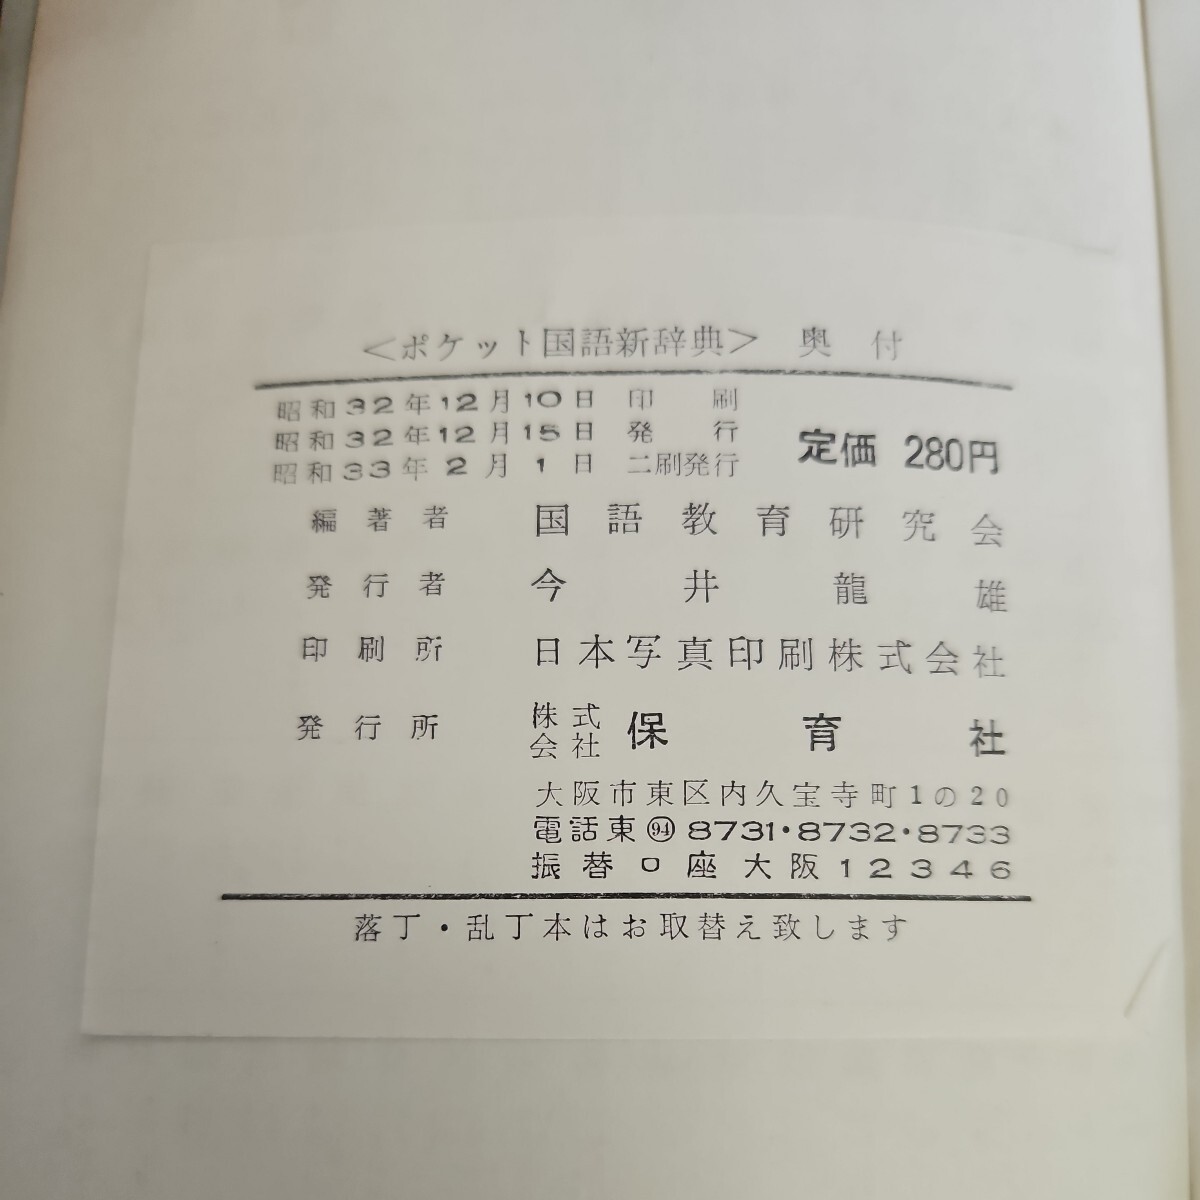 ＜ポケット国語新辞典＞ 奥付
昭和32年12月10日 印刷
昭和32年12月15日 発行
昭和33年2月1日 二刷発行
定価 280円
編著者 国語教育研究会
発行者 今井龍雄
印刷所 日本写真印刷株式会社
発行所 株式会社 保育社
大阪市東区内久宝寺町1の20
電話東㉔8731・8732・8733
振替口座大阪12346
落丁・乱丁本はお取替え致します